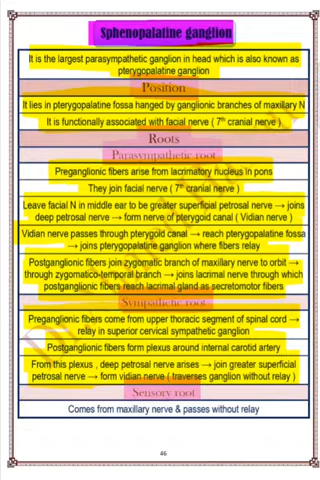 Sphenopalatine ganglion
It is the largest parasympathetic ganglion in head which is also known as
pterygopalatine ganglion
Position
It lies in pterygopalatine fossa hanged by ganglionic branches of maxillary N
It is functionally associated with facial nerve ( 7th cranial nerve )
Roots
Parasympathetic root
Preganglionic fibers arise from lacrimatory nucleus in pons
They join facial nerve ( 7th cranial nerve )
Leave facial N in middle ear to be greater superficial petrosal nerve → joins
deep petrosal nerve → form nerve of pterygoid canal ( Vidian nerve )
Vidian nerve passes through pterygoid canal → reach pterygopalatine fossa
→ joins pterygopalatine ganglion where fibers relay
Postganglionic fibers join zygomatic branch of maxillary nerve to orbit →
through zygomatico-temporal branch → joins lacrimal nerve through which
postganglionic fibers reach lacrimal gland as secretomotor fibers
Sympathetic root
Preganglionic fibers come from upper thoracic segment of spinal cord →
relay in superior cervical sympathetic ganglion
Postganglionic fibers form plexus around internal carotid artery
From this plexus , deep petrosal nerve arises → join greater superficial
petrosal nerve → form vidian nerve ( traverses ganglion without relay )
Sensory root
Comes from maxillary nerve & passes without relay
46